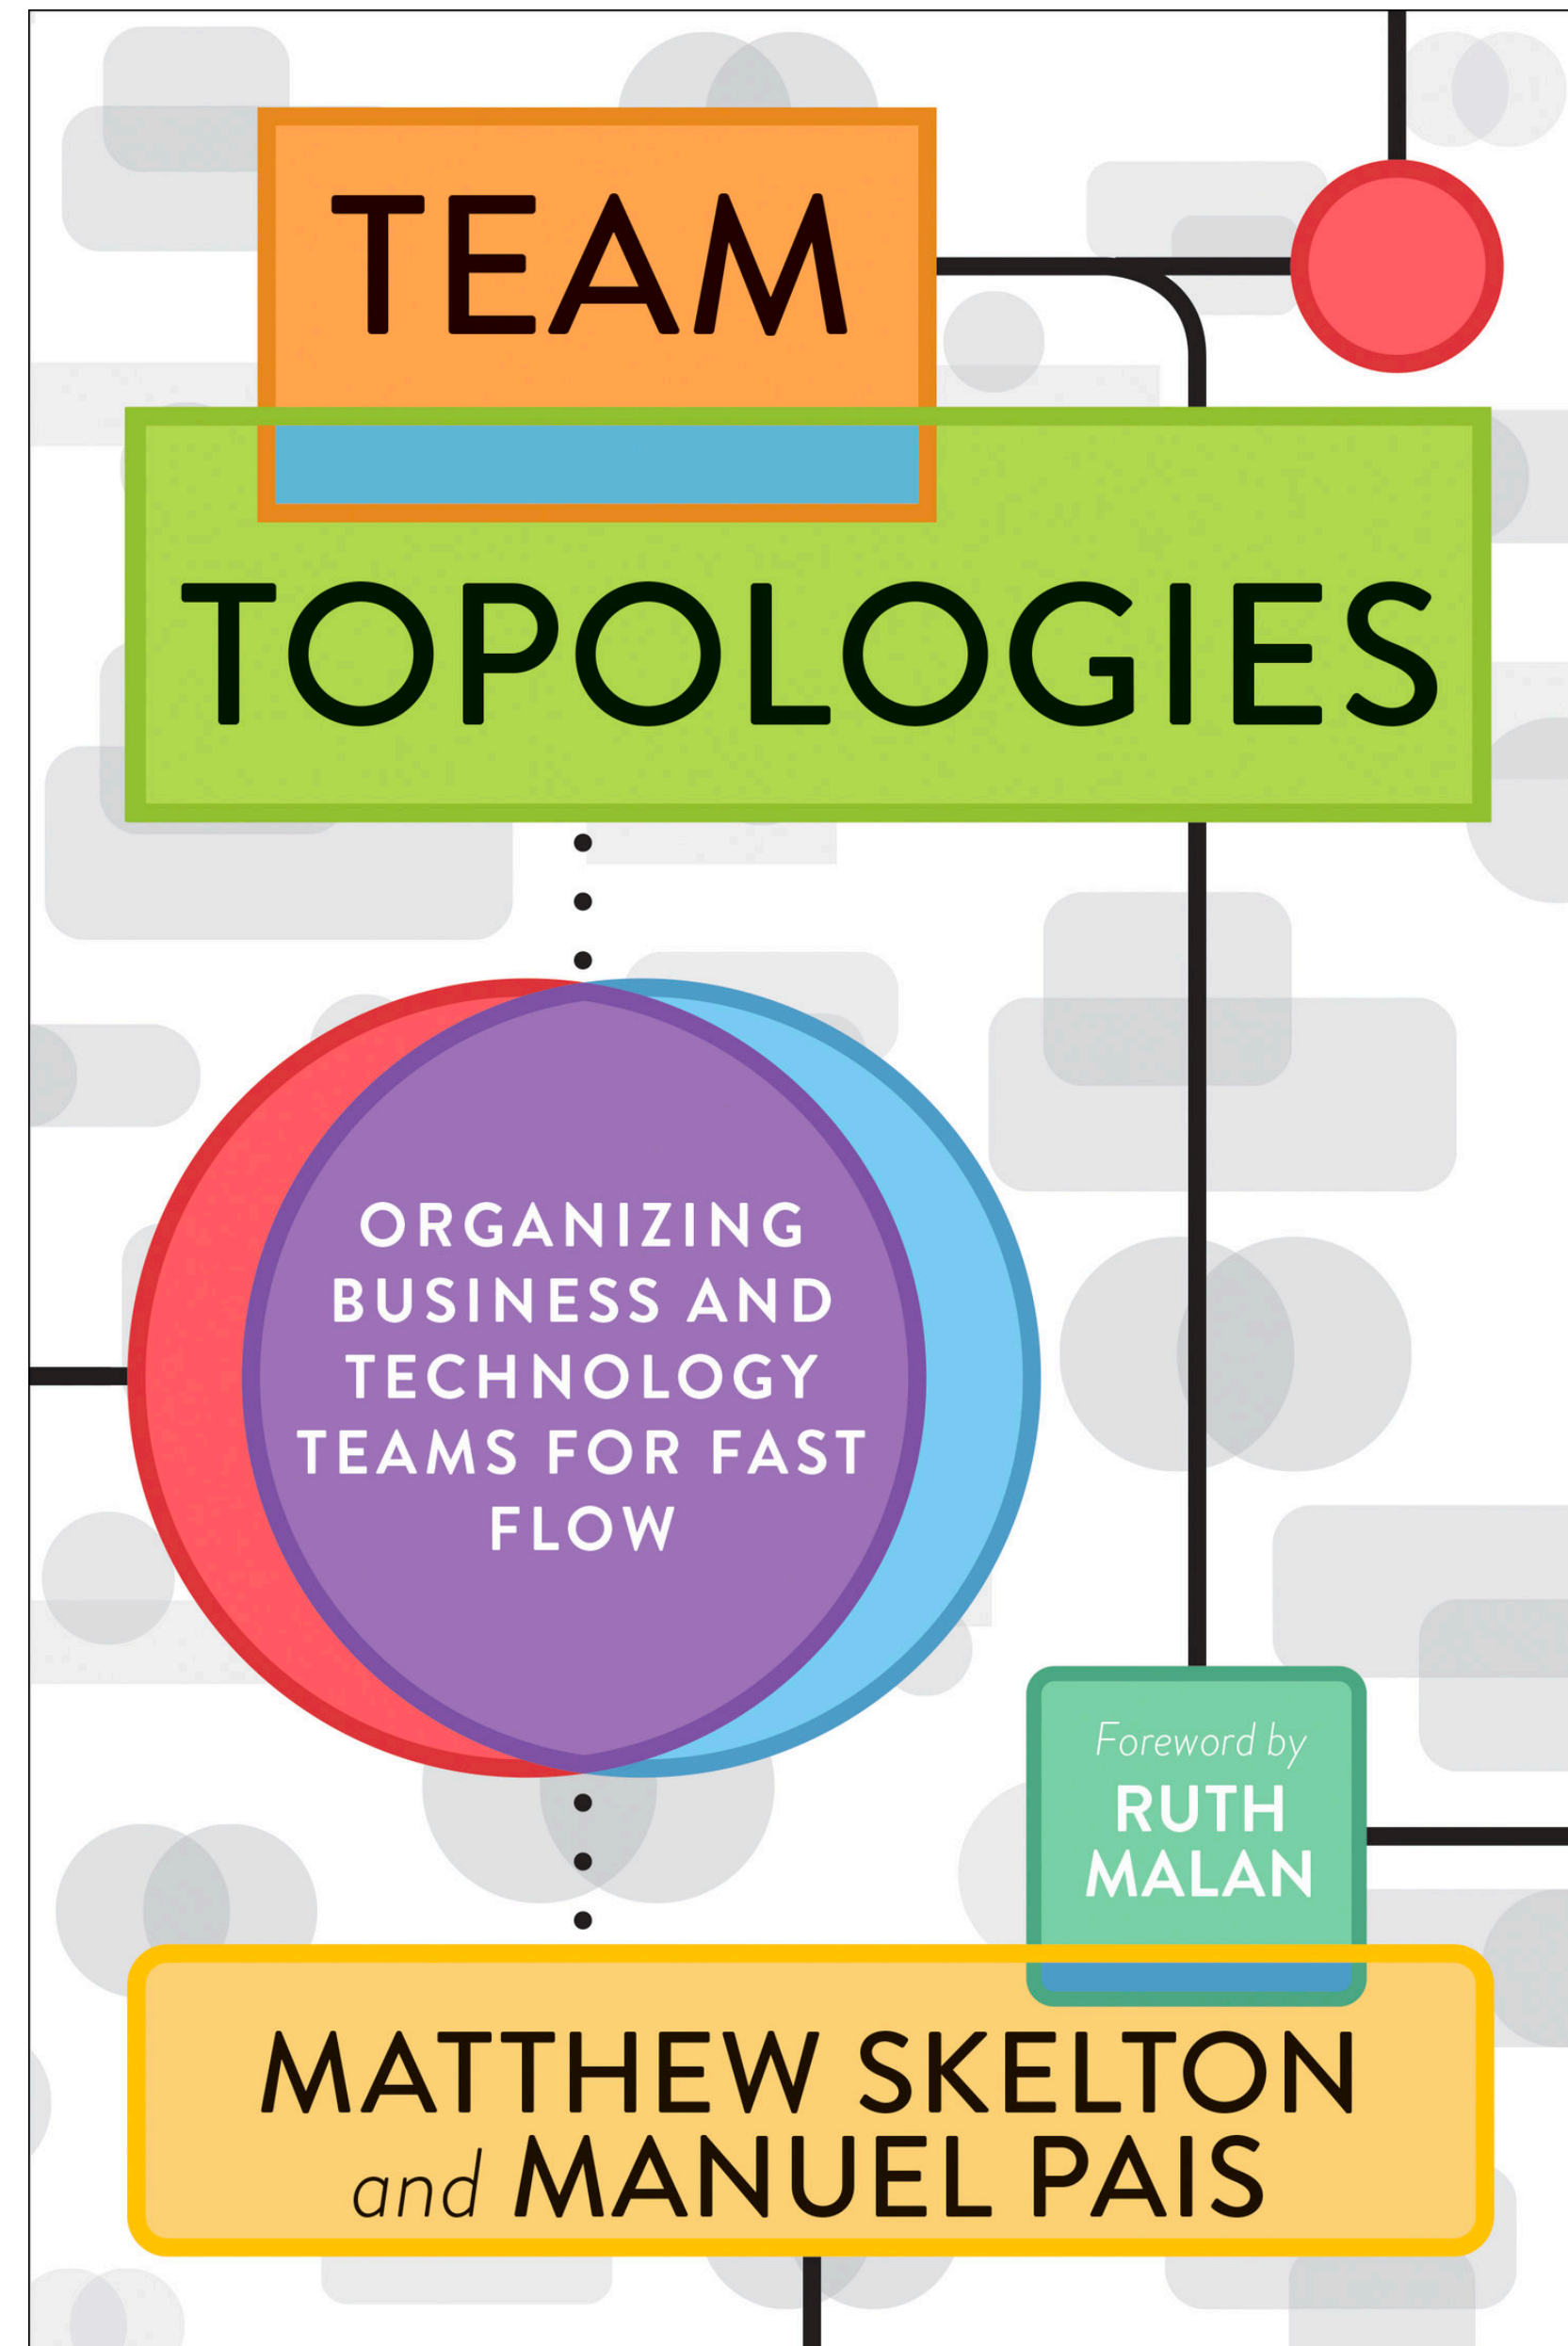 TEAM
TOPOLOGIES
ORGANIZING
BUSINESS AND
TECHNOLOGY
TEAMS FOR FAST
FLOW
Foreword by
RUTH
MALAN
MATTHEW SKELTON
and MANUEL PAIS